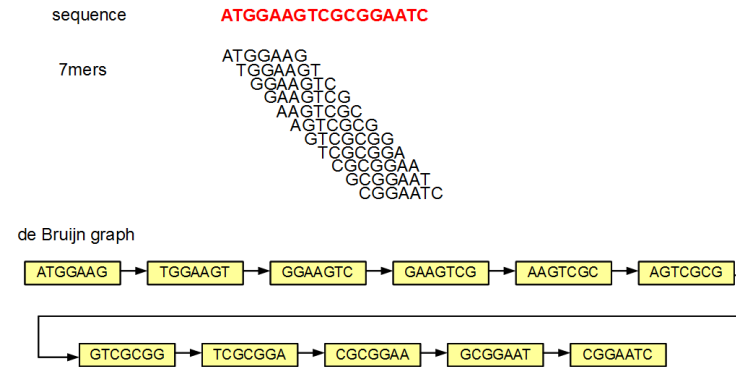 sequence ATGGAAGTCGCGGAATC
7mers ATGGAAG
TGGAAGT
GGAAGTC
GAAGTCG
AAGTCGC
AGTCGCG
GTCGCGG
TCGCGGA
CGCGGAA
GCGGAAT
CGGAATC
de Bruijn graph
ATGGAAG TGGAAGT GGAAGTC GAAGTCG AAGTCGC AGTCGCG
GTCGCGG TCGCGGA CGCGGAA GCGGAAT CGGAATC